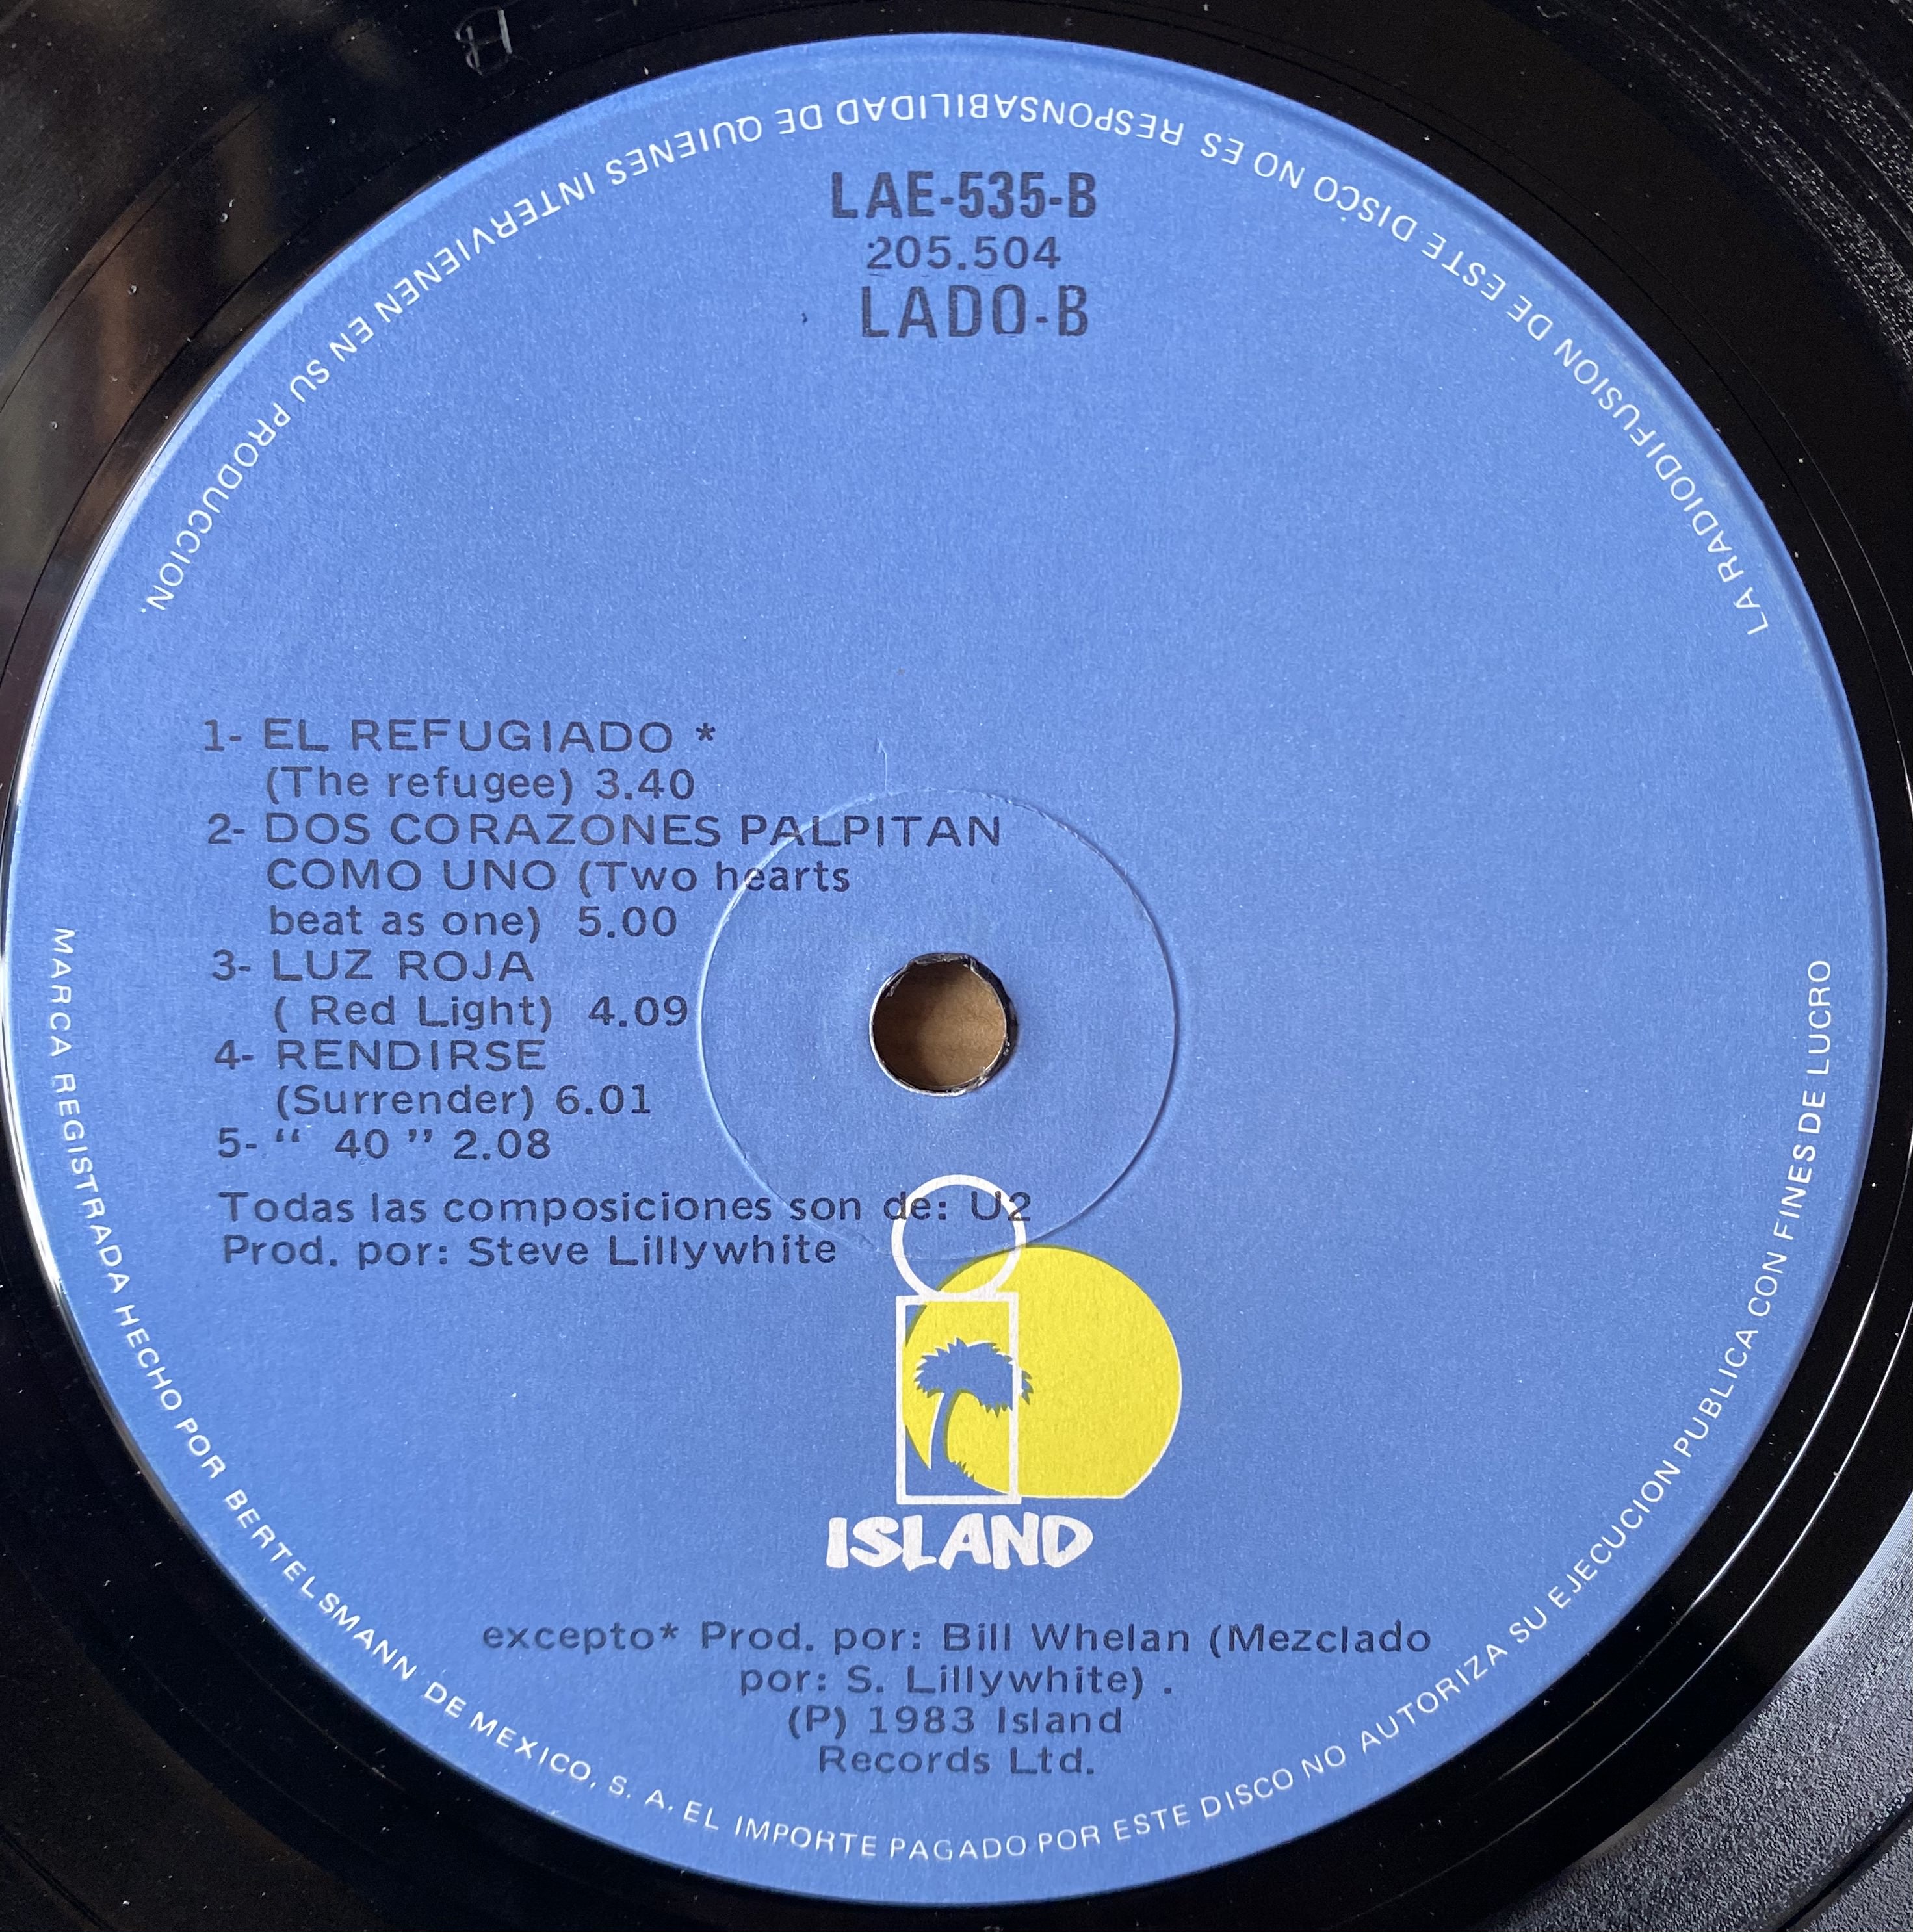 LAE-535-B
205.504
LADO-B
1- EL REFUGIADO *
(The refugee) 3.40
2- DOS CORAZONES PALPITAN
COMO UNO (Two hearts
beat as one) 5.00
3- LUZ ROJA
( Red Light) 4.09
4- RENDIRSE
(Surrender) 6.01
5- “ 40 ” 2.08
Todas las composiciones son de: U2
Prod. por: Steve Lillywhite
ISLAND
excepto* Prod. por: Bill Whelan (Mezclado
por: S. Lillywhite) .
(P) 1983 Island
Records Ltd.
MARCA REGISTRADA HECHO POR BERTELSMANN DE MEXICO, S. A. EL IMPORTE PAGADO POR ESTE DISCO NO AUTORIZA SU EJECUCION PUBLICA CON FINES DE LUCRO
LA RADIODIFUSION DE ESTE DISCO NO ES RESPONSABILIDAD DE QUIENES INTERVIENEN EN SU PRODUCCION.